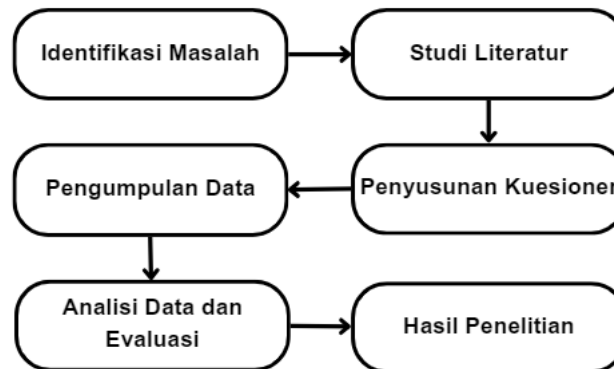 Identifikasi Masalah
Studi Literatur
Penyusunan Kuesioner
Pengumpulan Data
Analisi Data dan
Evaluasi
Hasil Penelitian